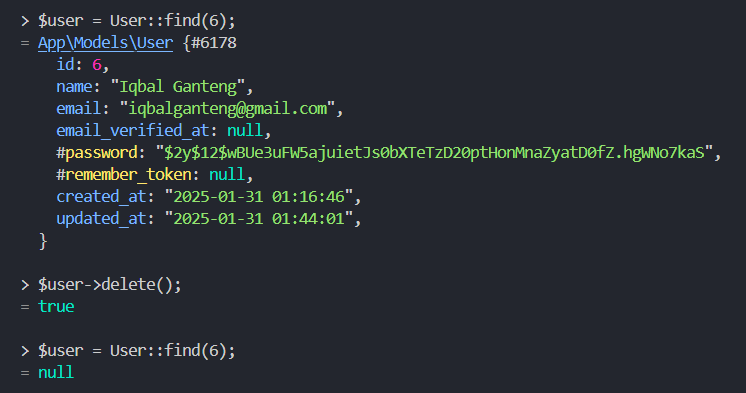 > $user = User::find(6);
= App\Models\User {#6178
id: 6,
name: "Iqbal Ganteng",
email: "iqbalganteng@gmail.com",
email_verified_at: null,
#password: "$2y$12$wBUe3uFW5ajuietJs0bXTeTzD20ptHonMnaZyatD0fZ.hgWNo7kaS",
#remember_token: null,
created_at: "2025-01-31 01:16:46",
updated_at: "2025-01-31 01:44:01",
}
> $user->delete();
= true
> $user = User::find(6);
= null